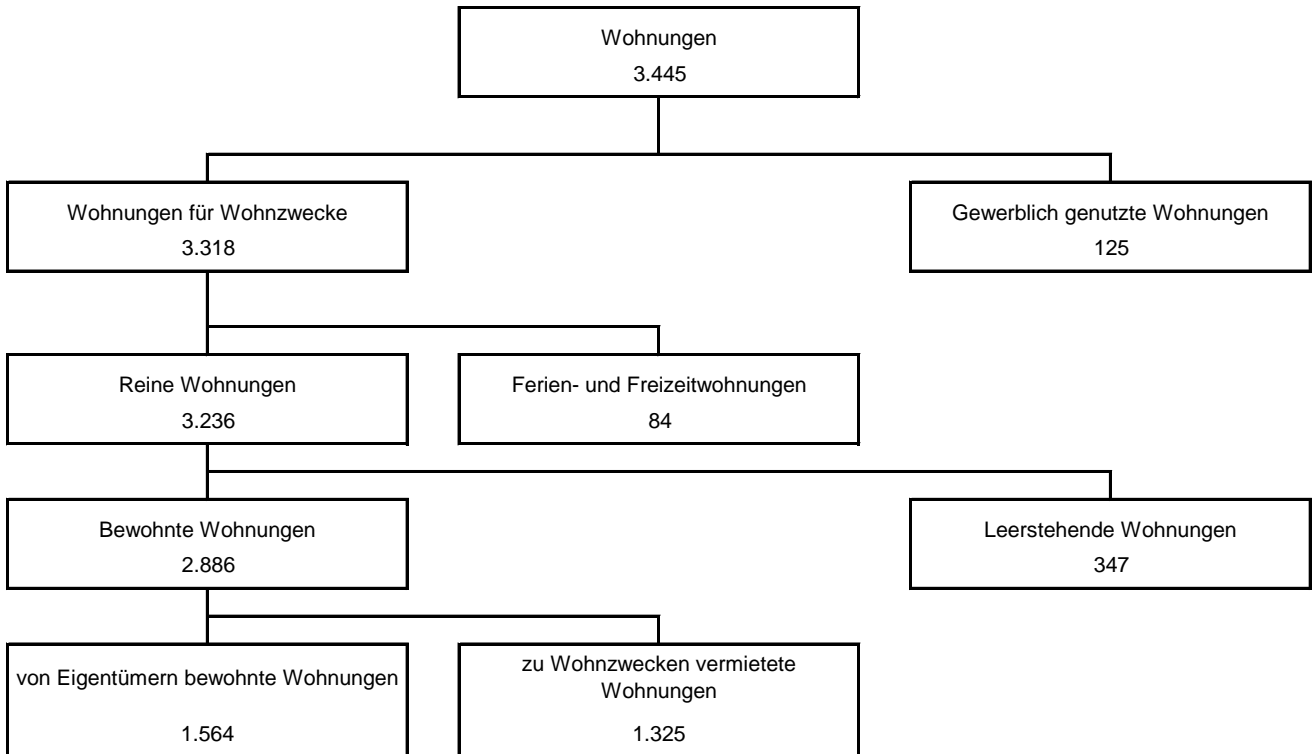 Wohnungen
3.445
Wohnungen für Wohnzwecke
3.318
Gewerblich genutzte Wohnungen
125
Reine Wohnungen
3.236
Ferien- und Freizeitwohnungen
84
Bewohnte Wohnungen
2.886
Leerstehende Wohnungen
347
von Eigentümern bewohnte Wohnungen
1.564
zu Wohnzwecken vermietete
Wohnungen
1.325